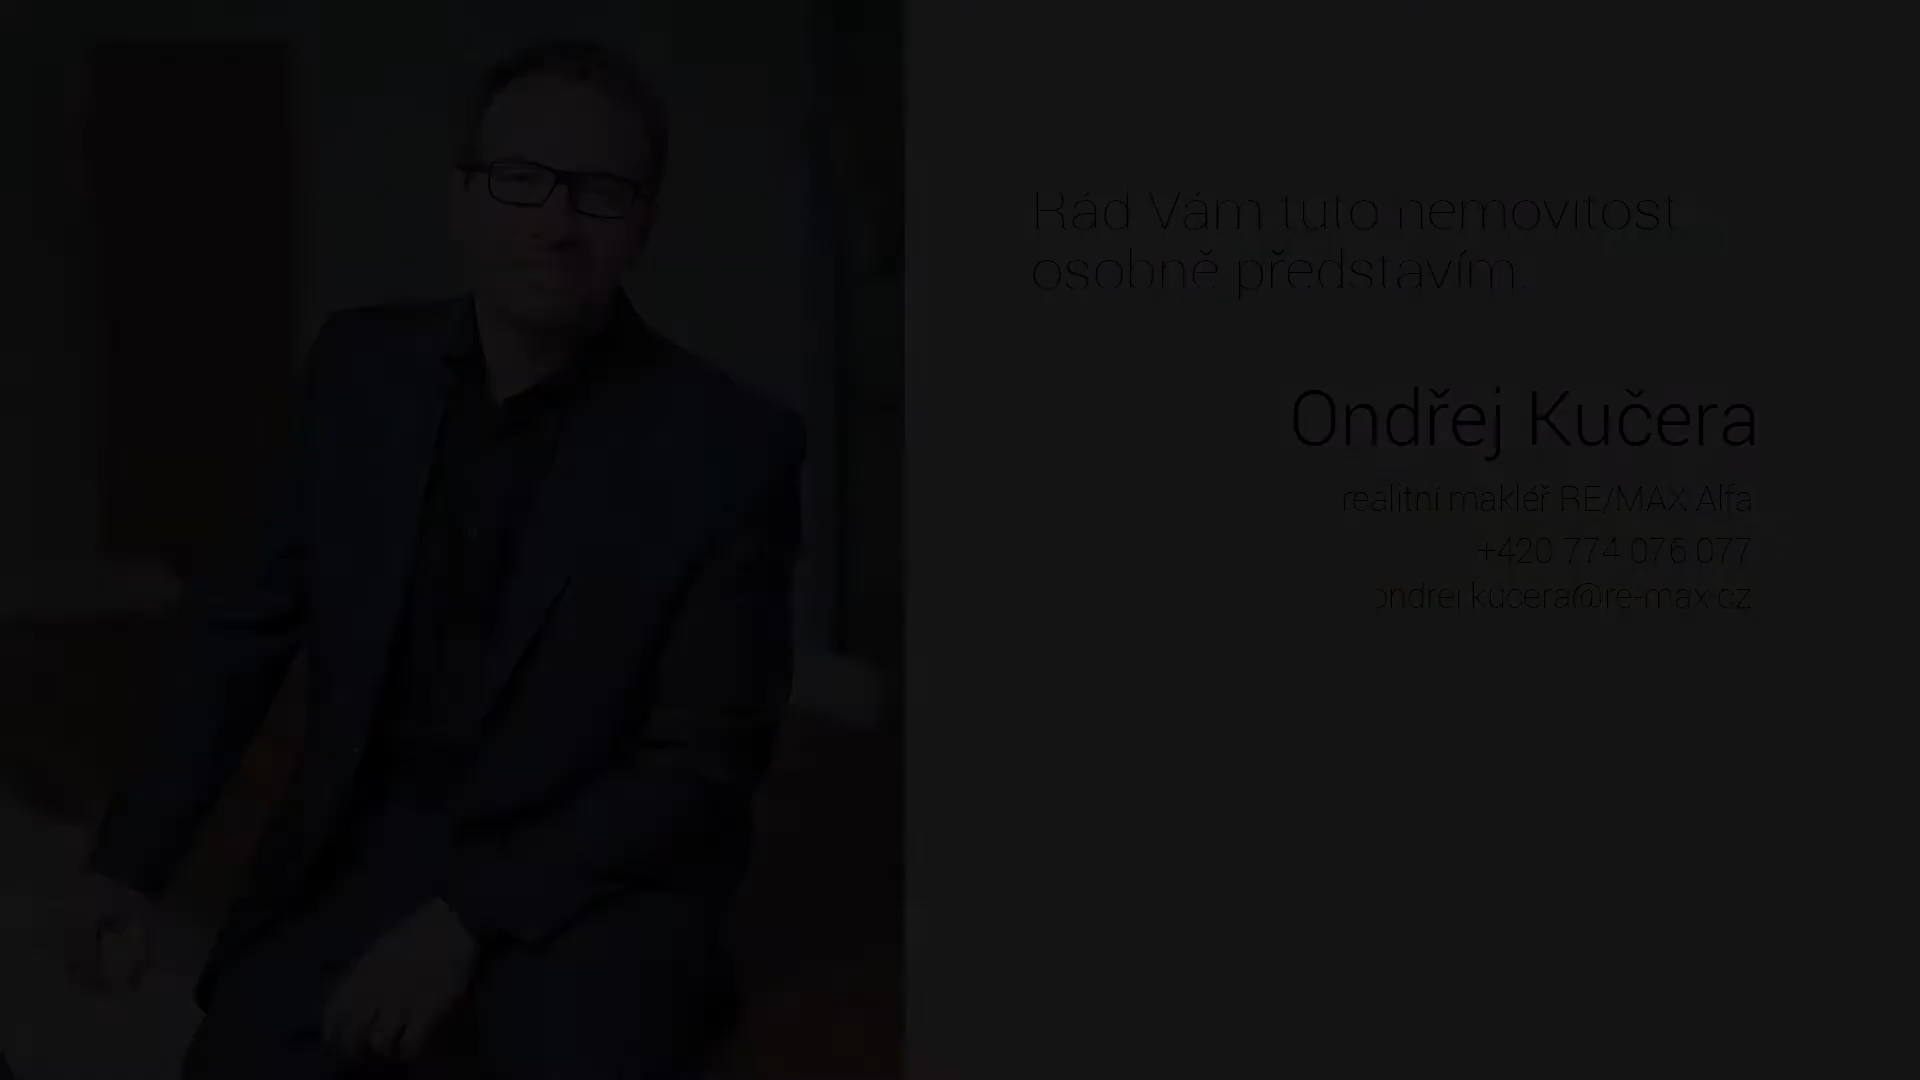 Rád Vám tuto nemovitost
osobně představím.
Ondřej Kučera
realitní makléř RE/MAX Alfa
+420 774 076 077
ondrej.kucera@re-max.cz